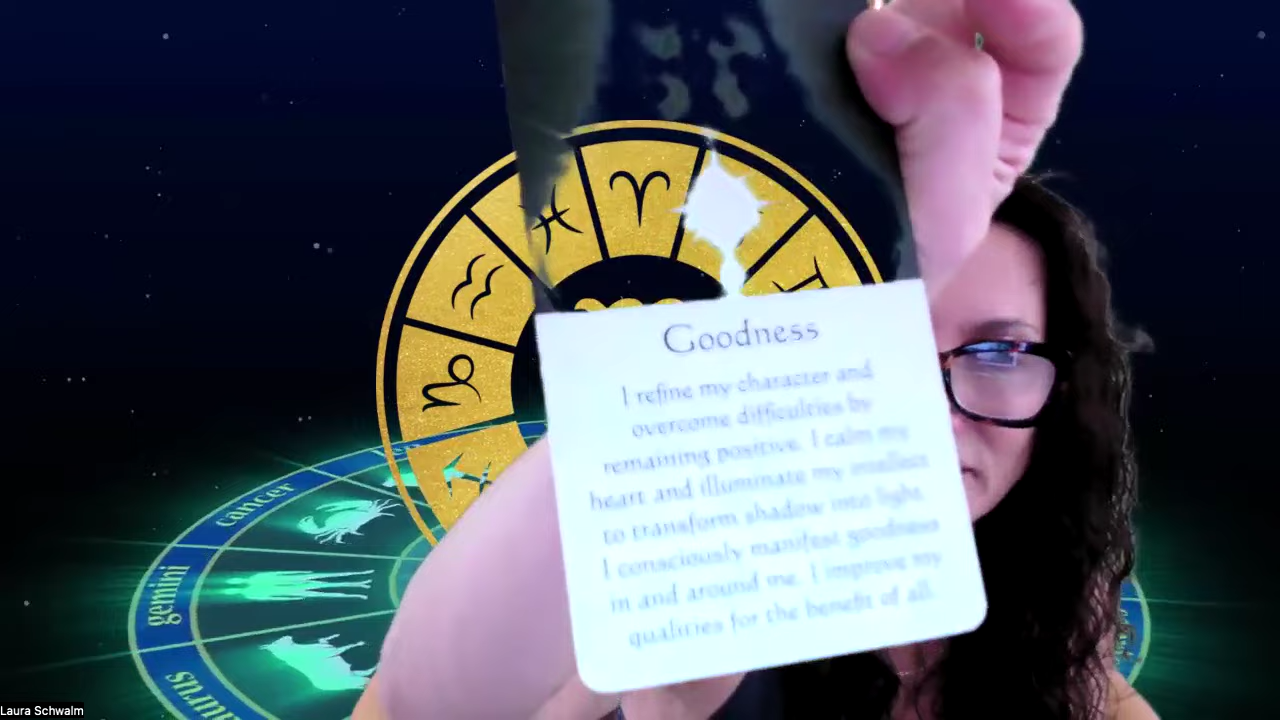 Goodness
I refine my character and
overcome difficulties by
remaining positive. I calm my
heart and illuminate my intellect
to transform shadow into light.
I consciously manifest goodness
in and around me. I improve my
qualities for the benefit of all.
cancer
gemini
taurus
Laura Schwalm